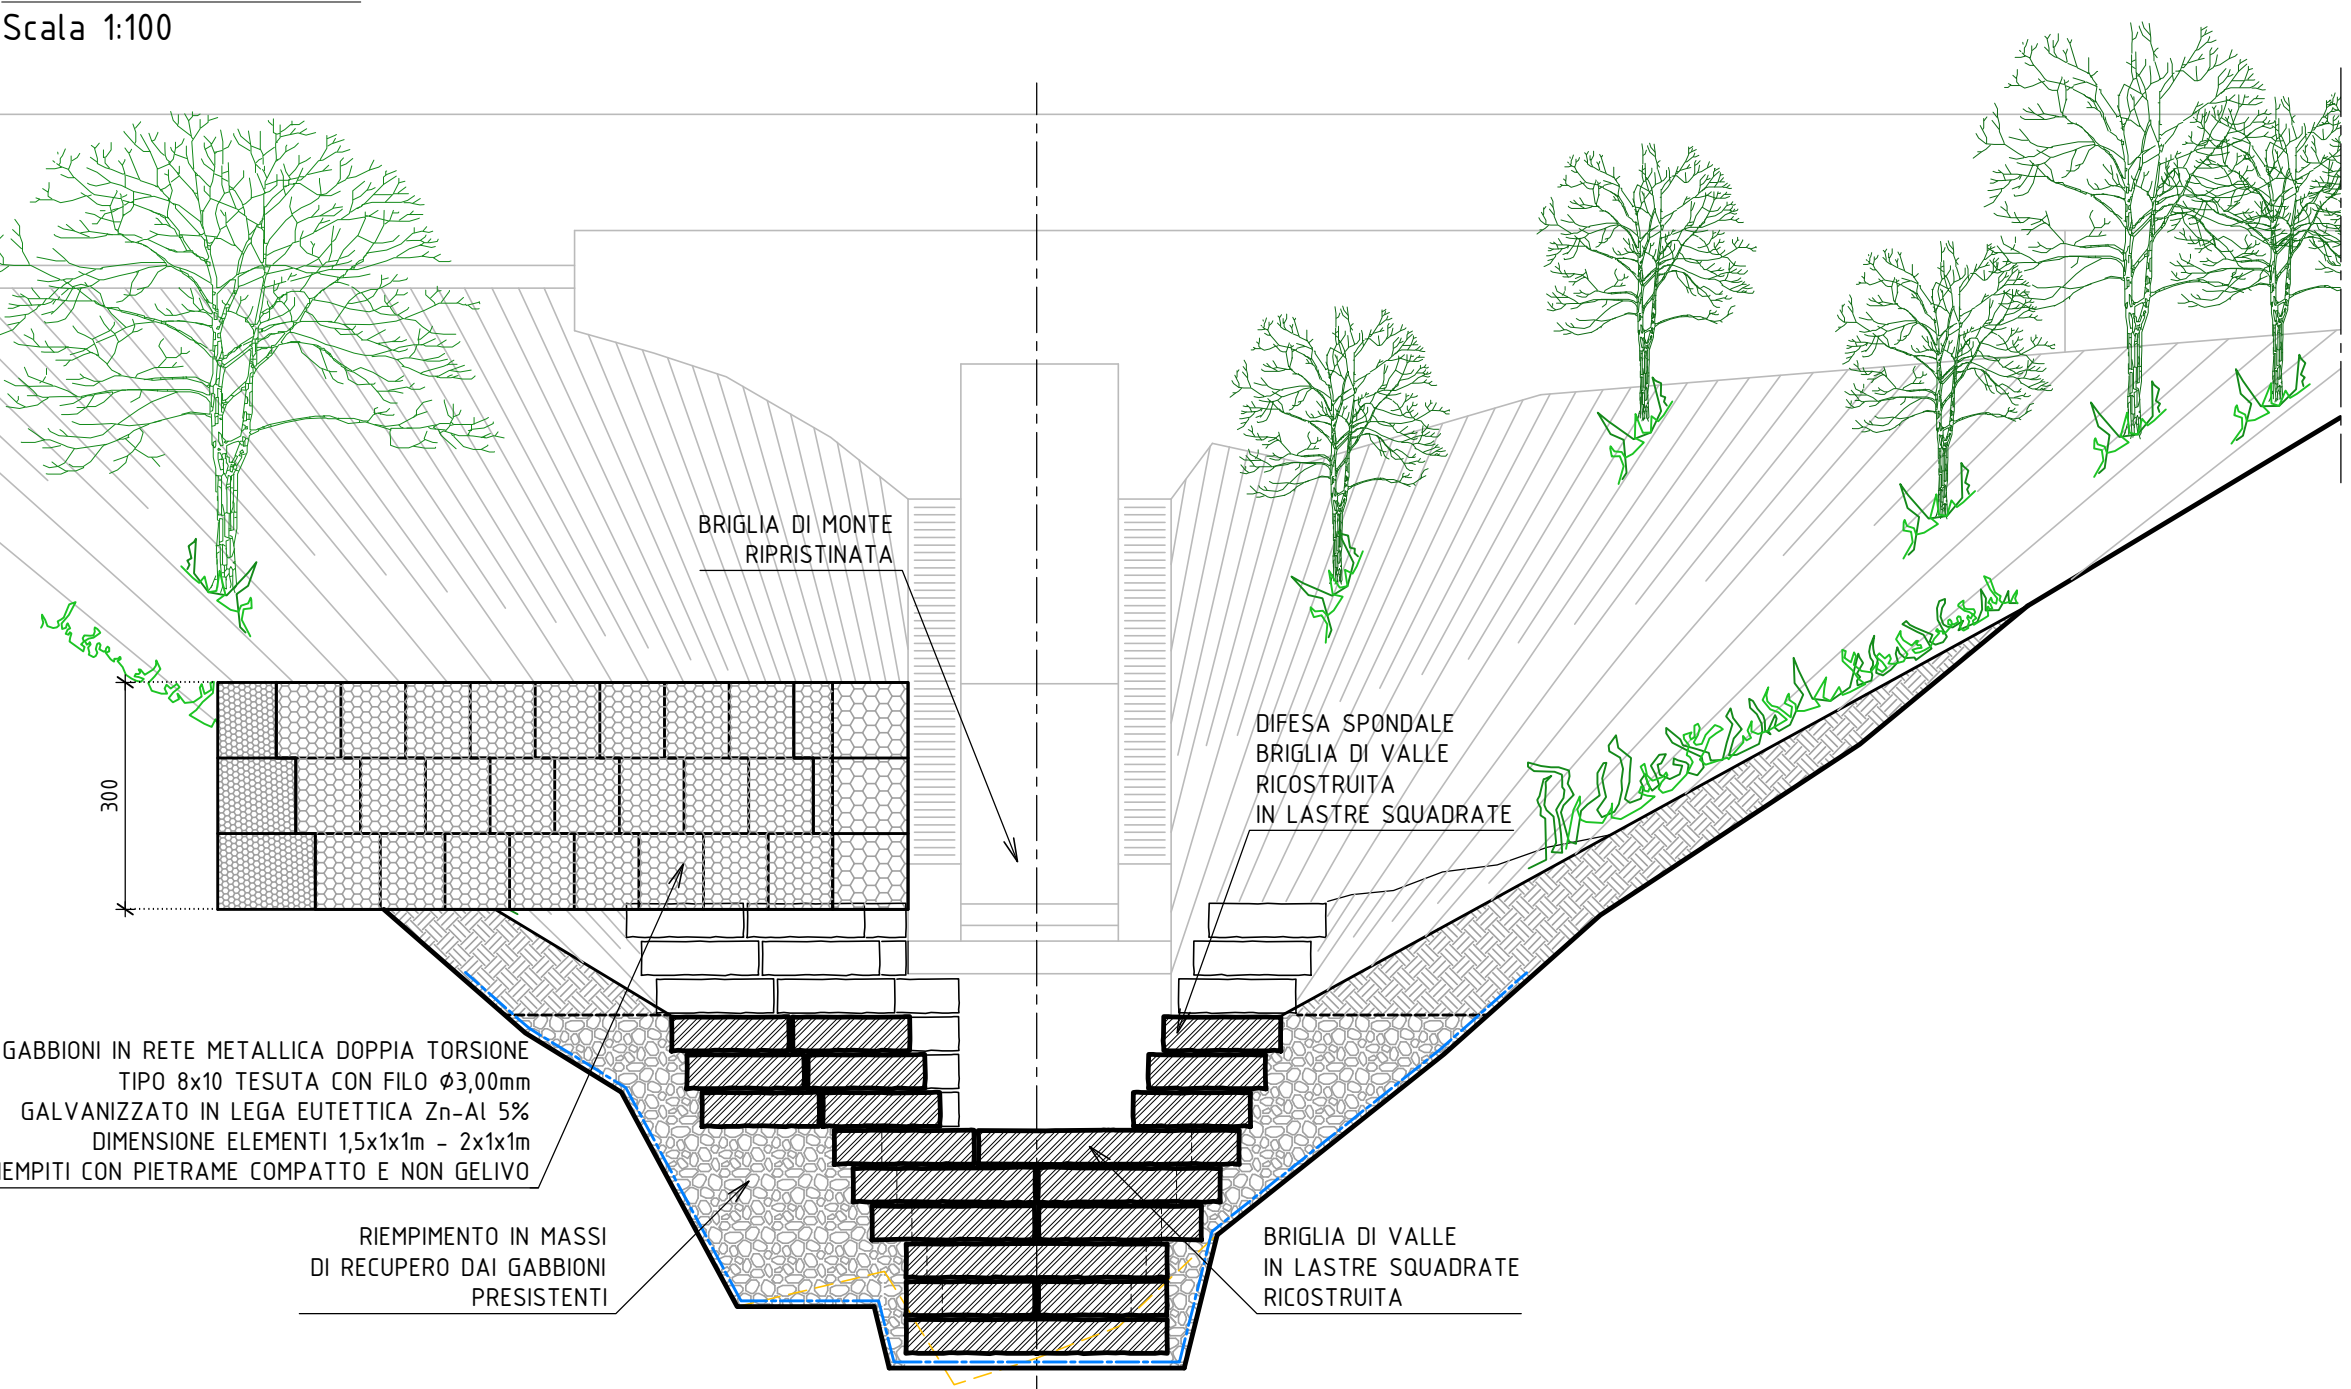 Scala 1:100
BRIGLIA DI MONTE
RIPRISTINATA
DIFESA SPONDALE
BRIGLIA DI VALLE
RICOSTRUITA
IN LASTRE SQUADRATE
300
GABBIONI IN RETE METALLICA DOPPIA TORSIONE
TIPO 8x10 TESUTA CON FILO Ø3,00mm
GALVANIZZATO IN LEGA EUTETTICA Zn-Al 5%
DIMENSIONE ELEMENTI 1,5x1x1m - 2x1x1m
IEMPITI CON PIETRAME COMPATTO E NON GELIVO
RIEMPIMENTO IN MASSI
DI RECUPERO DAI GABBIONI
PRESISTENTI
BRIGLIA DI VALLE
IN LASTRE SQUADRATE
RICOSTRUITA